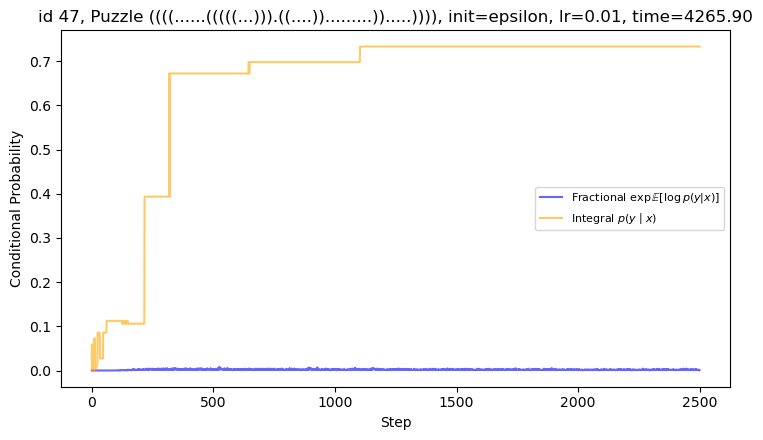 id 47, Puzzle ((((......(((((...))).((....)).........)).....)))), init=epsilon, lr=0.01, time=4265.90
Conditional Probability
0.7
0.6
0.5
0.4
0.3
0.2
0.1
0.0
Fractional exp𝔼[log p(y|x)]
Integral p(y | x)
0 500 1000 1500 2000 2500
Step